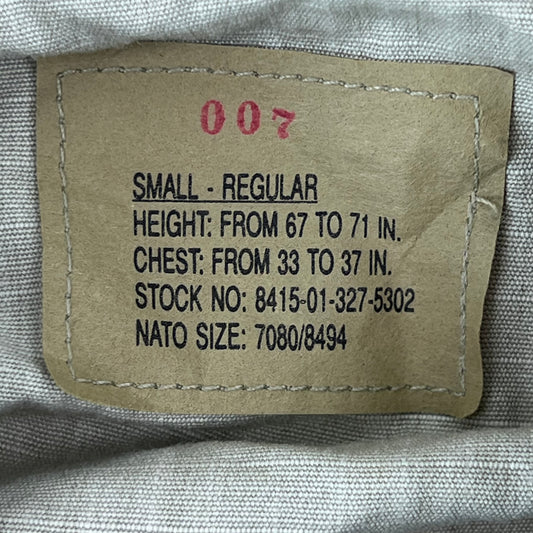 007
SMALL - REGULAR
HEIGHT: FROM 67 TO 71 IN.
CHEST: FROM 33 TO 37 IN.
STOCK NO: 8415-01-327-5302
NATO SIZE: 7080/8494